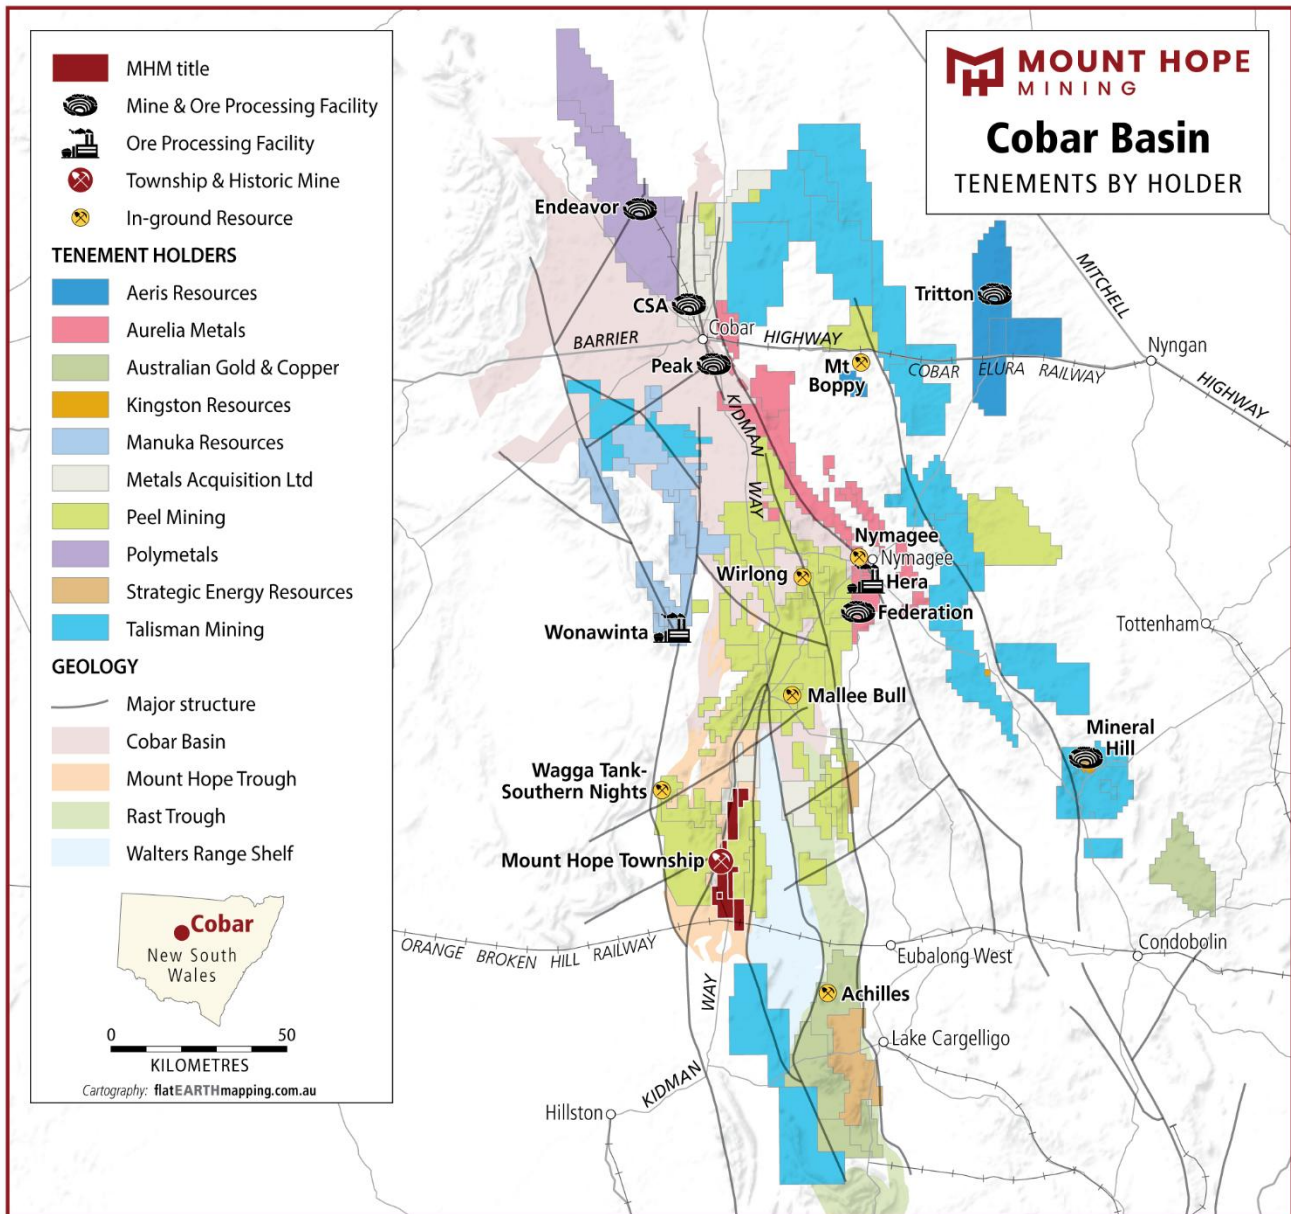 MHM title
Mine & Ore Processing Facility
Ore Processing Facility
Township & Historic Mine
In-ground Resource
TENEMENT HOLDERS
Aeris Resources
Aurelia Metals
Australian Gold & Copper
Kingston Resources
Manuka Resources
Metals Acquisition Ltd
Peel Mining
Polymetals
Strategic Energy Resources
Talisman Mining
GEOLOGY
Major structure
Cobar Basin
Mount Hope Trough
Rast Trough
Walters Range Shelf
Cobar
New South
Wales
0 50
KILOMETRES
Cartography: flatEARTHmapping.com.au
MOUNT HOPE
MINING
Cobar Basin
TENEMENTS BY HOLDER
Endeavor
CSA
Cobar
BARRIER HIGHWAY
Peak
Mt
Boppy
Tritton
MITCHELL
HIGHWAY
Nyngan
COBAR ELURA RAILWAY
KIDMAN
WAY
Nymagee
Nymagee
Wirlong
Hera
Federation
Wonawinta
Tottenham
Mallee Bull
Mineral
Hill
Wagga Tank-
Southern Nights
Mount Hope Township
ORANGE BROKEN HILL RAILWAY
Eubalong West
Condobolin
WAY
Achilles
Lake Cargelligo
KIDMAN
Hillston